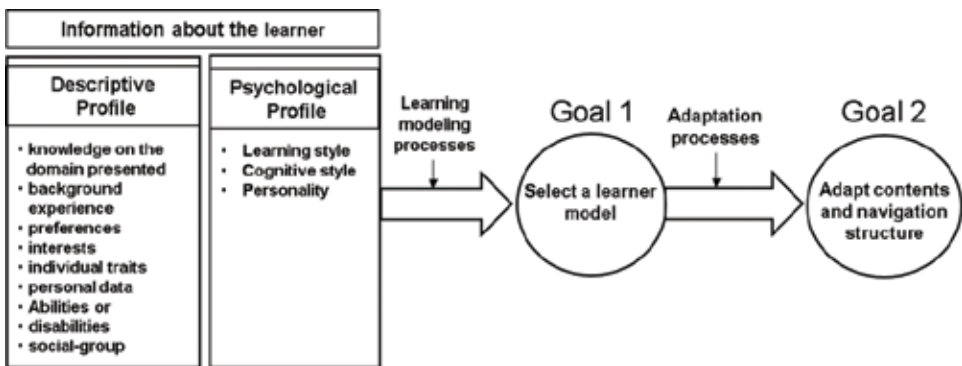 Information about the learner
Descriptive
Profile
• knowledge on the
domain presented
• background
experience
• preferences
• interests
• individual traits
• personal data
• Abilities or
• disabilities
• social-group
Psychological
Profile
• Learning style
• Cognitive style
• Personality
Learning
modeling
processes
Goal 1
Select a learner
model
Adaptation
processes
Goal 2
Adapt contents
and navigation
structure